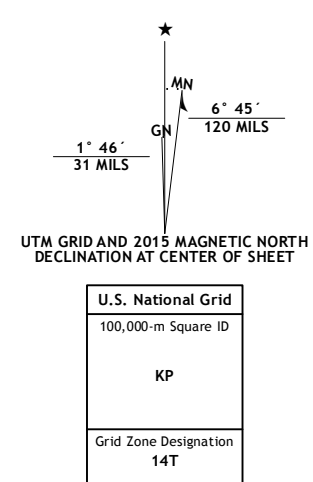 ★
MN
6° 45´
120 MILS
GN
1° 46´
31 MILS
UTM GRID AND 2015 MAGNETIC NORTH
DECLINATION AT CENTER OF SHEET
U.S. National Grid
100,000-m Square ID
KP
Grid Zone Designation
14T